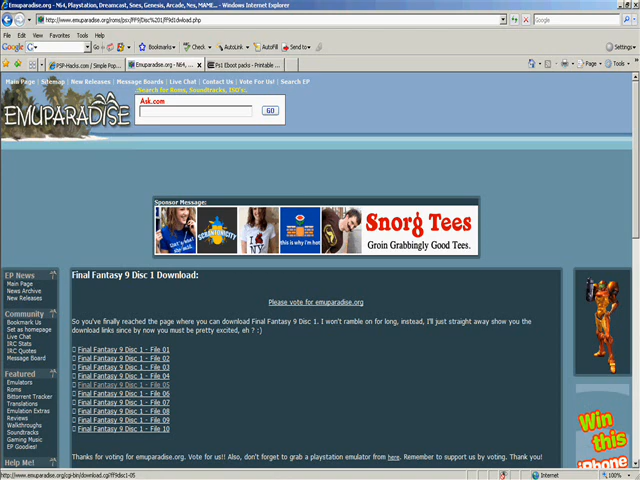 Emuparadise.org - N64, Playstation, Dreamcast, Snes, Genesis, Arcade, Nes, MAME... - Windows Internet Explorer
http://www.emuparadise.org/roms/psx/FF9/Disc%201/ff9d1dwload.php
Google
File Edit View Favorites Tools Help
Google G Go Bookmarks Check AutoLink AutoFill Send to Settings
PSP-Hacks.com / Simple Pop... Emuparadise.org - N64, ... Ps1 Eboot packs - Printable ... Page Tools
Main Page | Sitemap | New Releases | Message Boards | Live Chat | Contact Us | Vote For Us! | Search EP
:Search for Roms, Soundtracks, ISO's:.
Ask.com
GO
EMUPARADISE
Sponsor Message:
SCRANTONICITY
I NY
this is why i'm hot
Snorg Tees
Groin Grabbingly Good Tees.
EP News
Main Page
News Archive
New Releases
Community
Bookmark Us
Set as homepage
Live Chat
IRC Stats
IRC Quotes
Message Board
Featured
Emulators
Roms
Bittorrent Tracker
Translations
Emulation Extras
Reviews
Walkthroughs
Soundtracks
Gaming Music
EP Goodies!
Help Me!
Final Fantasy 9 Disc 1 Download:
Please vote for emuparadise.org
So you've finally reached the page where you can download Final Fantasy 9 Disc 1. I won't ramble on for long, instead, I'll just straight away show you the
download links since by now you must be pretty excited, eh ? :)
Final Fantasy 9 Disc 1 - File 01
Final Fantasy 9 Disc 1 - File 02
Final Fantasy 9 Disc 1 - File 03
Final Fantasy 9 Disc 1 - File 04
Final Fantasy 9 Disc 1 - File 05
Final Fantasy 9 Disc 1 - File 06
Final Fantasy 9 Disc 1 - File 07
Final Fantasy 9 Disc 1 - File 08
Final Fantasy 9 Disc 1 - File 09
Final Fantasy 9 Disc 1 - File 10
Thanks for voting for emuparadise.org. Vote for us!! Also, don't forget to grab a playstation emulator from here. Remember to support us by voting. Thank you!
Win
this
iPhone
http://www.emuparadise.org/cgi-bin/download.cgi?ff9disc1-05
Internet
100%